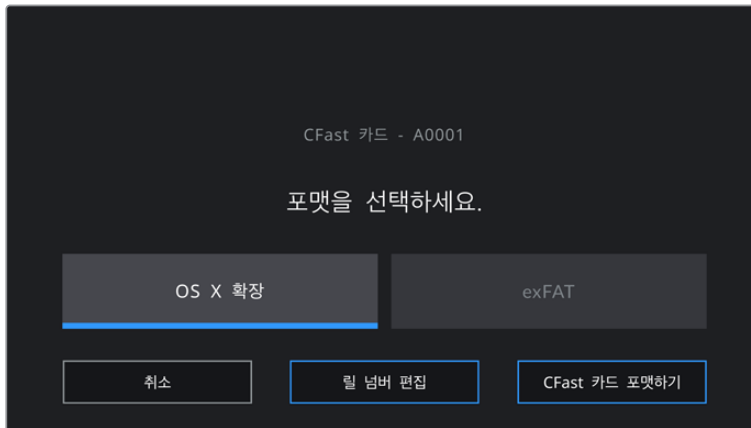 CFast 카드 - A0001
포맷을 선택하세요.
OS X 확장
exFAT
취소
릴 넘버 편집
CFast 카드 포맷하기